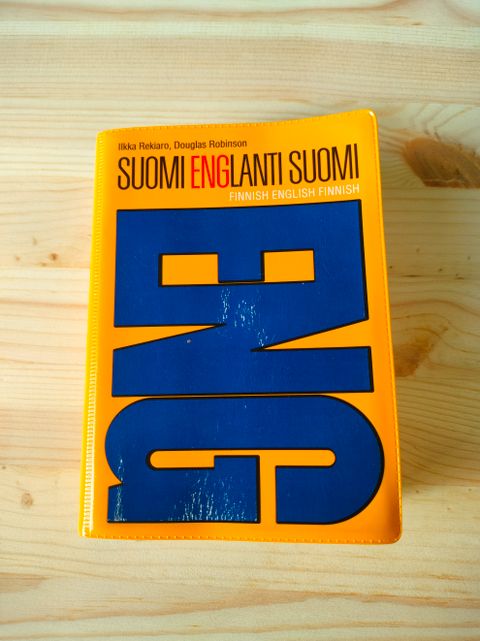 Ilkka Rekiaro, Douglas Robinson
SUOMI ENGLANTI SUOMI
FINNISH ENGLISH FINNISH
ENG